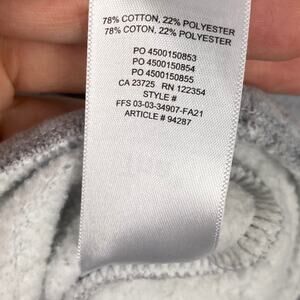 78% COTTON, 22% POLYESTER
78% COTON, 22% POLYESTER
PO 4500150853
PO 4500150854
PO 4500150855
CA 23725 RN 122354
STYLE #
FFS 03-03-34907-FA21
ARTICLE # 94287